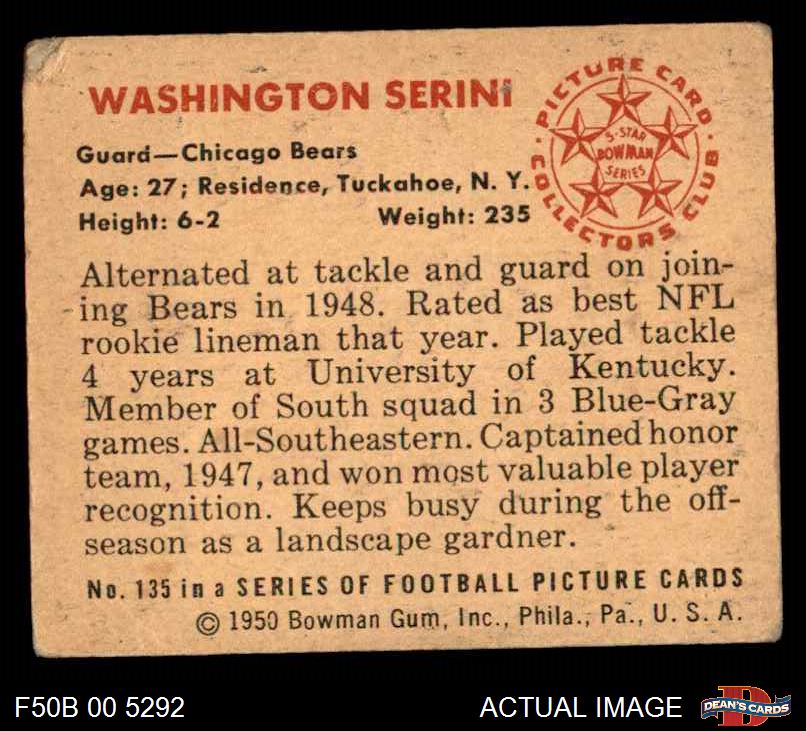 WASHINGTON SERINI
Guard—Chicago Bears
Age: 27; Residence, Tuckahoe, N. Y.
Height: 6-2 Weight: 235
PICTURE CARD
5-STAR
BOWMAN
SERIES
COLLECTORS CLUB
Alternated at tackle and guard on join-
ing Bears in 1948. Rated as best NFL
rookie lineman that year. Played tackle
4 years at University of Kentucky.
Member of South squad in 3 Blue-Gray
games. All-Southeastern. Captained honor
team, 1947, and won most valuable player
recognition. Keeps busy during the off-
season as a landscape gardner.
No. 135 in a SERIES OF FOOTBALL PICTURE CARDS
© 1950 Bowman Gum, Inc., Phila., Pa., U. S. A.
F50B 00 5292 ACTUAL IMAGE
D
DEAN'S CARDS